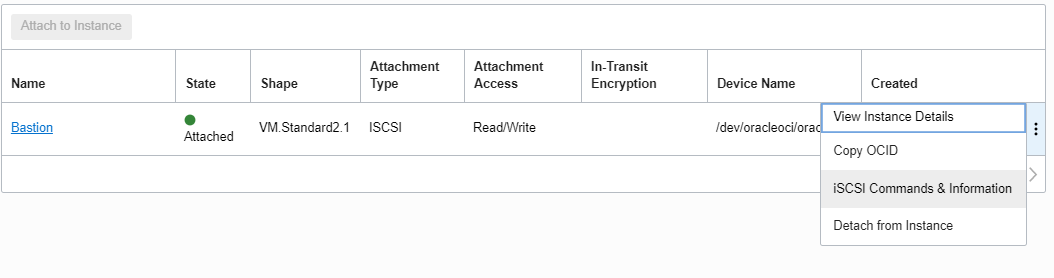 Attach to Instance
Name
State
Shape
Attachment
Type
Attachment
Access
In-Transit
Encryption
Device Name
Created
Bastion
Attached
VM.Standard2.1
ISCSI
Read/Write
/dev/oracleoci/orac
View Instance Details
Copy OCID
iSCSI Commands & Information
Detach from Instance